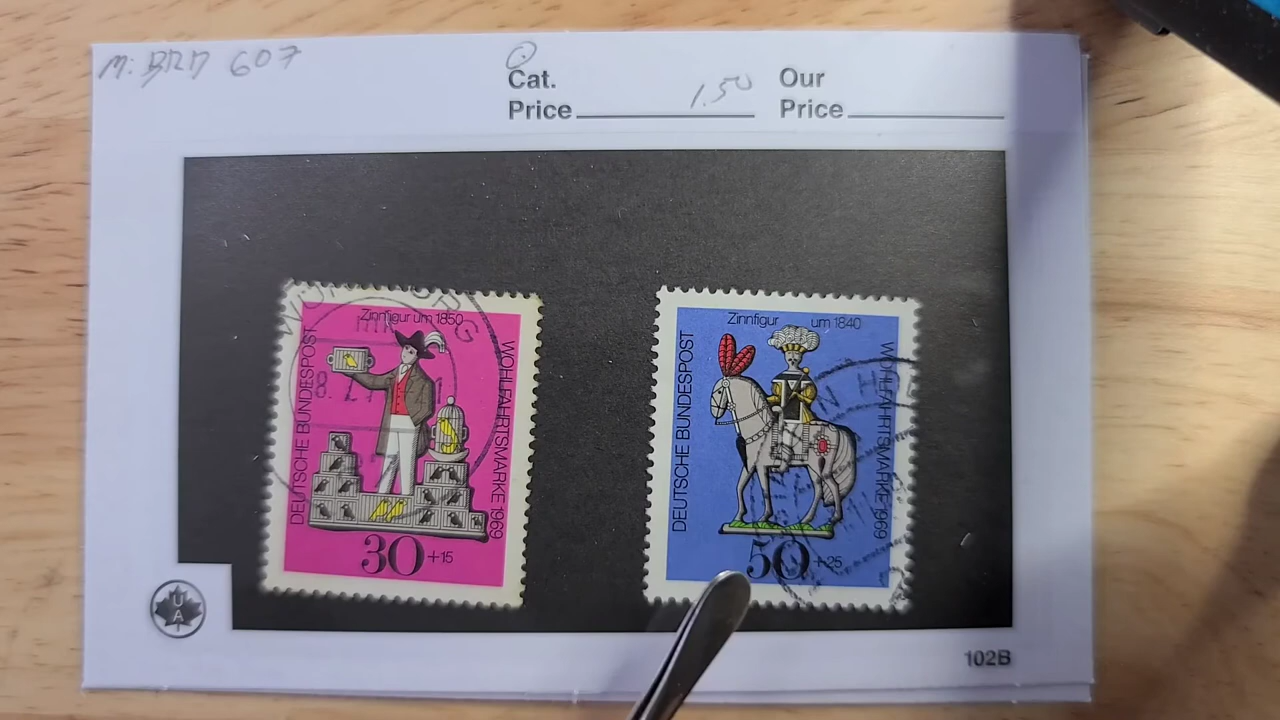 M: BRD 607
Cat.
Price 1.50
Our
Price
Zinnfigur um 1850
DEUTSCHE BUNDESPOST
WOHLFAHRTSMARKE 1969
30 +15
Zinnfigur um 1840
DEUTSCHE BUNDESPOST
WOHLFAHRTSMARKE 1969
50 +25
UA
102B